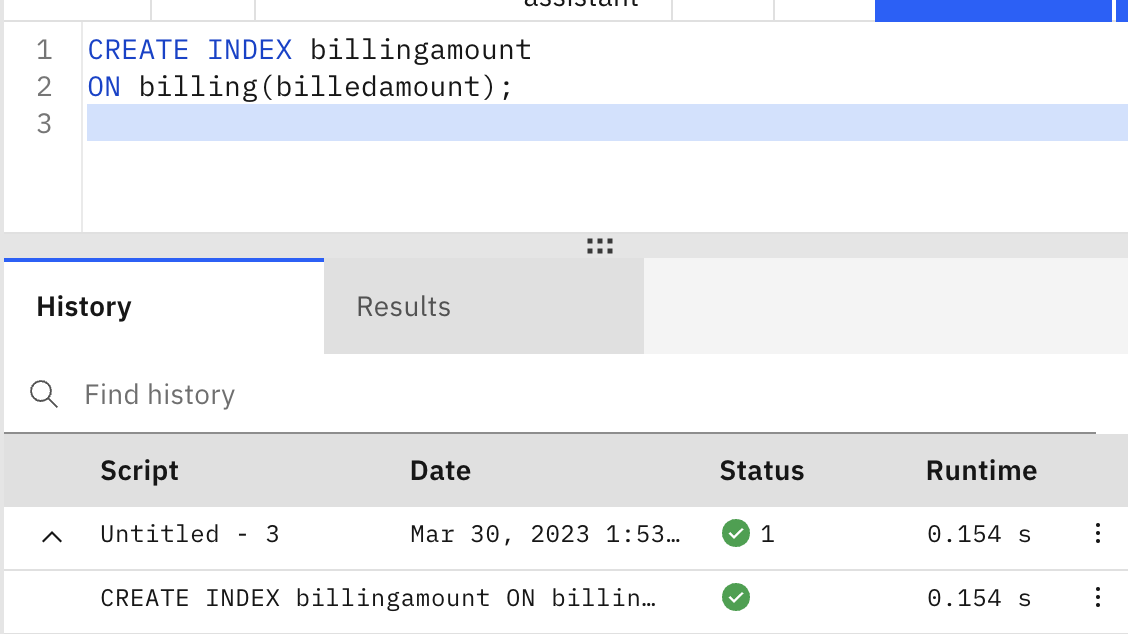 assistant
1 CREATE INDEX billingamount
2 ON billing(billedamount);
3
History Results
Find history
Script Date Status Runtime
Untitled - 3 Mar 30, 2023 1:53… 1 0.154 s
CREATE INDEX billingamount ON billin… 0.154 s